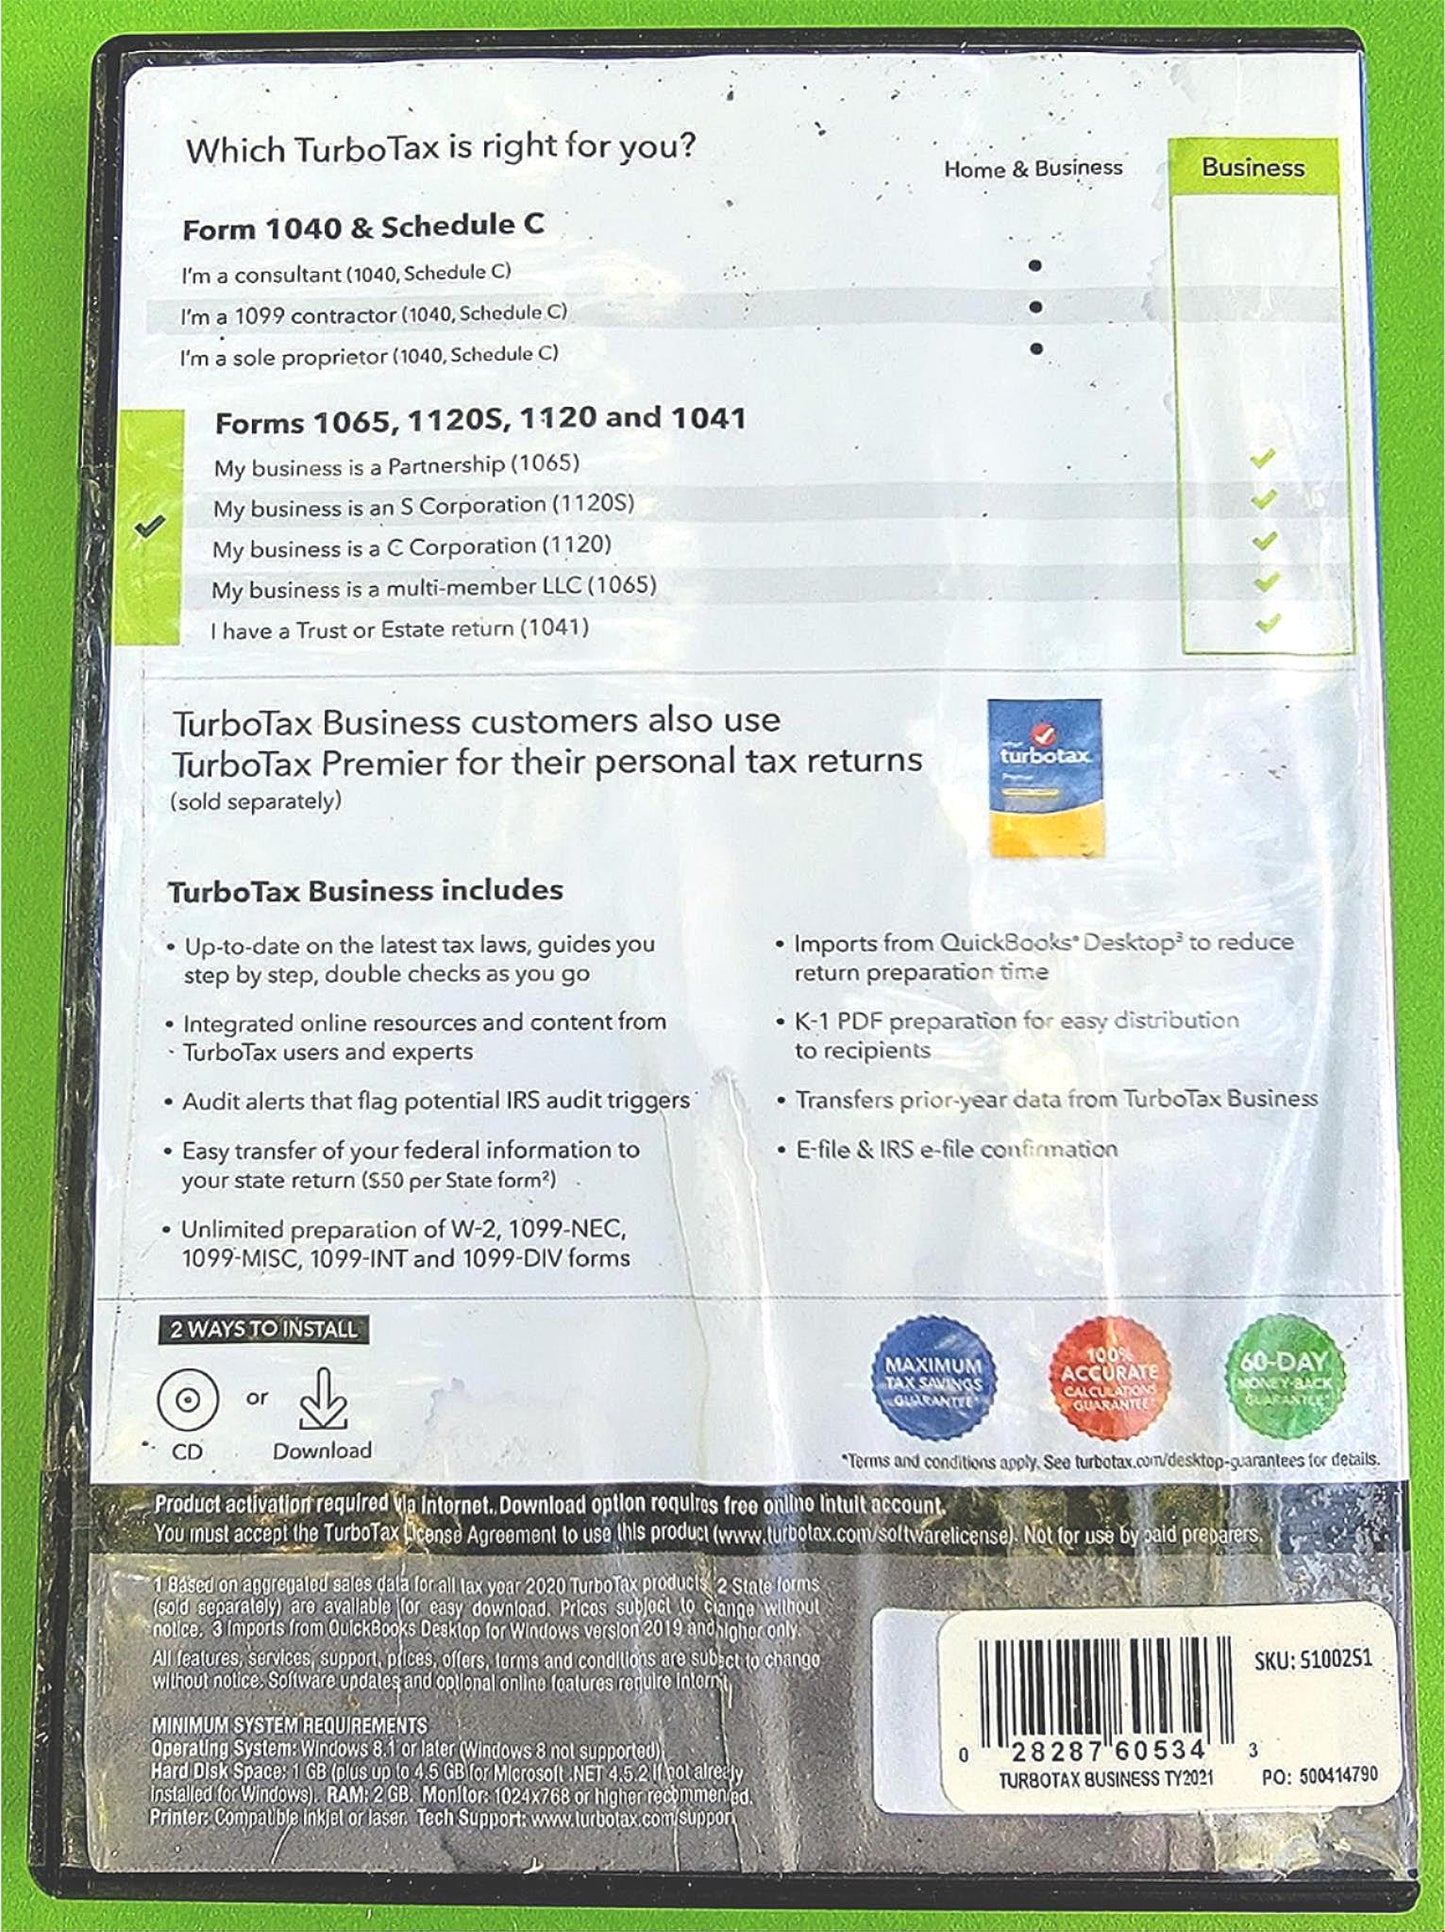 Which TurboTax is right for you?
Home & Business
Business
Form 1040 & Schedule C
I'm a consultant (1040, Schedule C)
I'm a 1099 contractor (1040, Schedule C)
I'm a sole proprietor (1040, Schedule C)
Forms 1065, 1120S, 1120 and 1041
My business is a Partnership (1065)
My business is an S Corporation (1120S)
My business is a C Corporation (1120)
My business is a multi-member LLC (1065)
I have a Trust or Estate return (1041)
TurboTax Business customers also use
TurboTax Premier for their personal tax returns
(sold separately)
turbotax
Premier
TurboTax Business includes
• Up-to-date on the latest tax laws, guides you
step by step, double checks as you go
• Integrated online resources and content from
TurboTax users and experts
• Audit alerts that flag potential IRS audit triggers
• Easy transfer of your federal information to
your state return ($50 per State form²)
• Unlimited preparation of W-2, 1099-NEC,
1099-MISC, 1099-INT and 1099-DIV forms
• Imports from QuickBooks® Desktop³ to reduce
return preparation time
• K-1 PDF preparation for easy distribution
to recipients
• Transfers prior-year data from TurboTax Business
• E-file & IRS e-file confirmation
2 WAYS TO INSTALL
CD
or
Download
MAXIMUM
TAX SAVINGS
GUARANTEE*
100%
ACCURATE
CALCULATIONS
GUARANTEE*
60-DAY
MONEY-BACK
GUARANTEE*
*Terms and conditions apply. See turbotax.com/desktop-guarantees for details.
Product activation required via Internet. Download option requires free online Intuit account.
You must accept the TurboTax License Agreement to use this product (www.turbotax.com/softwarelicense). Not for use by paid preparers.
1 Based on aggregated sales data for all tax year 2020 TurboTax products. 2 State forms
(sold separately) are available for easy download. Prices subject to change without
notice. 3 Imports from QuickBooks Desktop for Windows version 2019 and higher only.
All features, services, support, prices, offers, terms and conditions are subject to change
without notice. Software updates and optional online features require Internet
MINIMUM SYSTEM REQUIREMENTS
Operating System: Windows 8.1 or later (Windows 8 not supported)
Hard Disk Space: 1 GB (plus up to 4.5 GB for Microsoft .NET 4.5.2 if not already
installed for Windows). RAM: 2 GB. Monitor: 1024x768 or higher recommended.
Printer: Compatible inkjet or laser. Tech Support: www.turbotax.com/support
SKU: 5100251
0 28287 60534 3
TURBOTAX BUSINESS TY2021
PO: 500414790